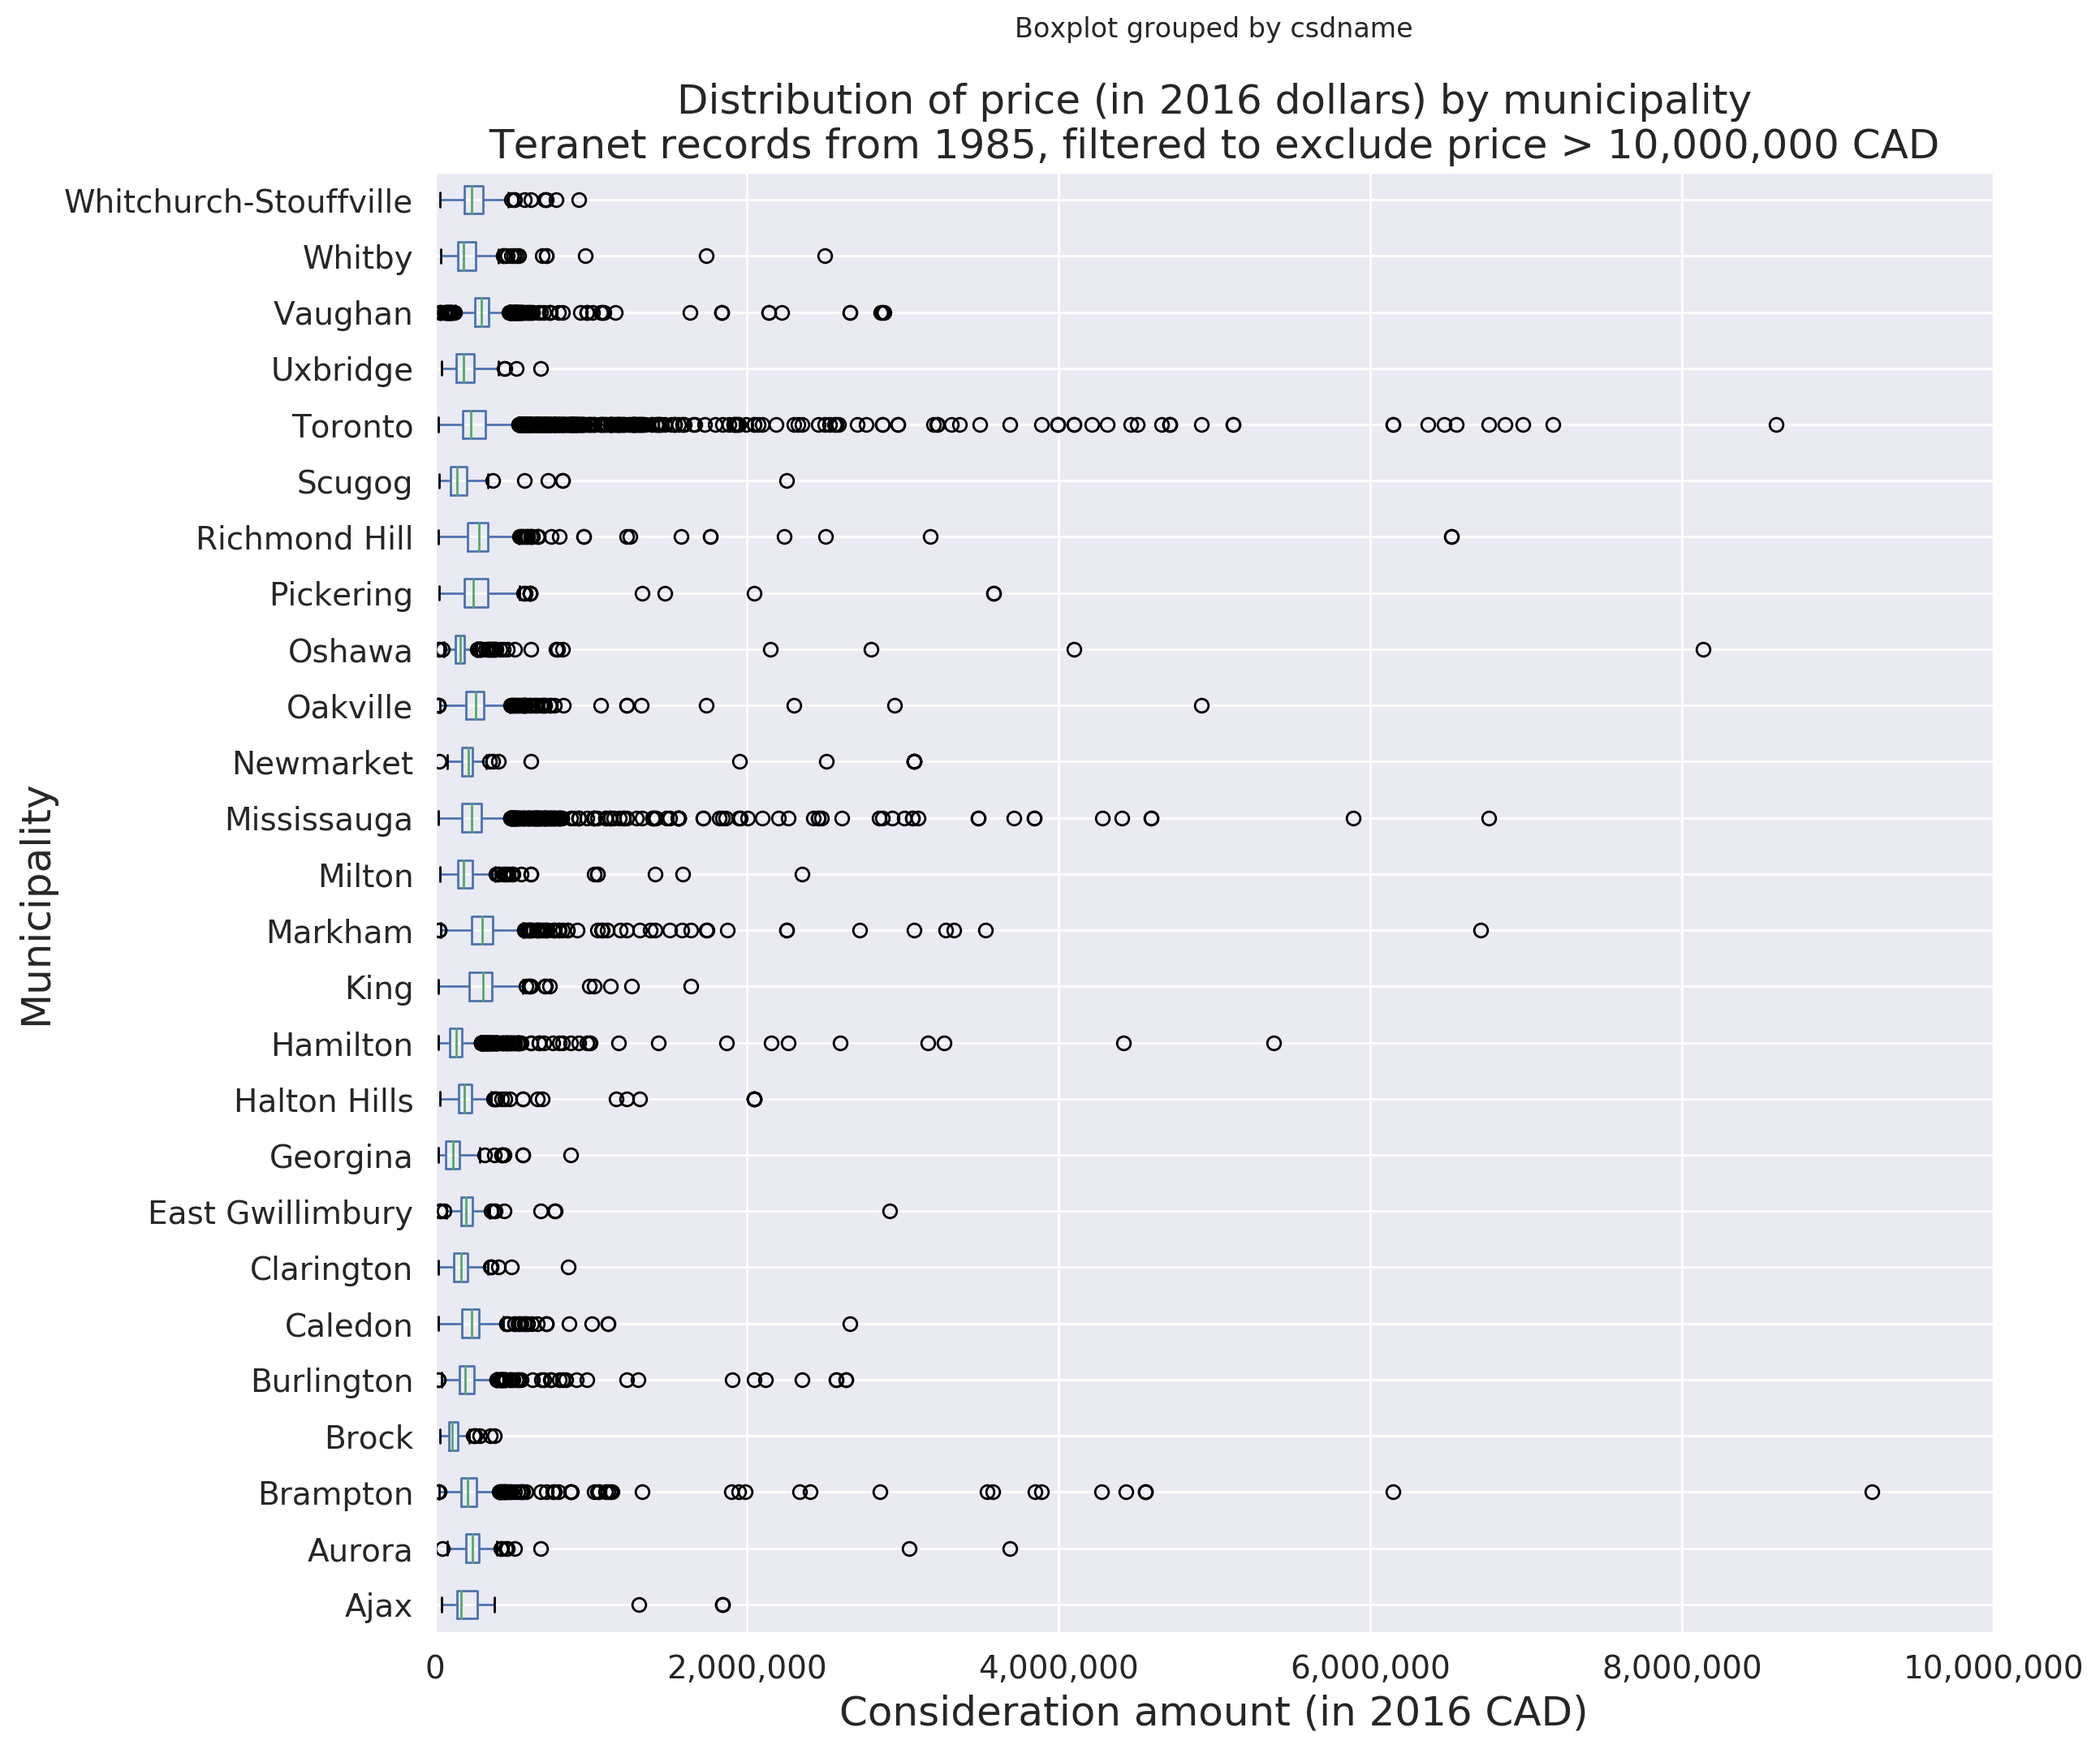 Boxplot grouped by csdname
Distribution of price (in 2016 dollars) by municipality
Teranet records from 1985, filtered to exclude price > 10,000,000 CAD
Municipality
Whitchurch-Stouffville
Whitby
Vaughan
Uxbridge
Toronto
Scugog
Richmond Hill
Pickering
Oshawa
Oakville
Newmarket
Mississauga
Milton
Markham
King
Hamilton
Halton Hills
Georgina
East Gwillimbury
Clarington
Caledon
Burlington
Brock
Brampton
Aurora
Ajax
0 2,000,000 4,000,000 6,000,000 8,000,000 10,000,000
Consideration amount (in 2016 CAD)